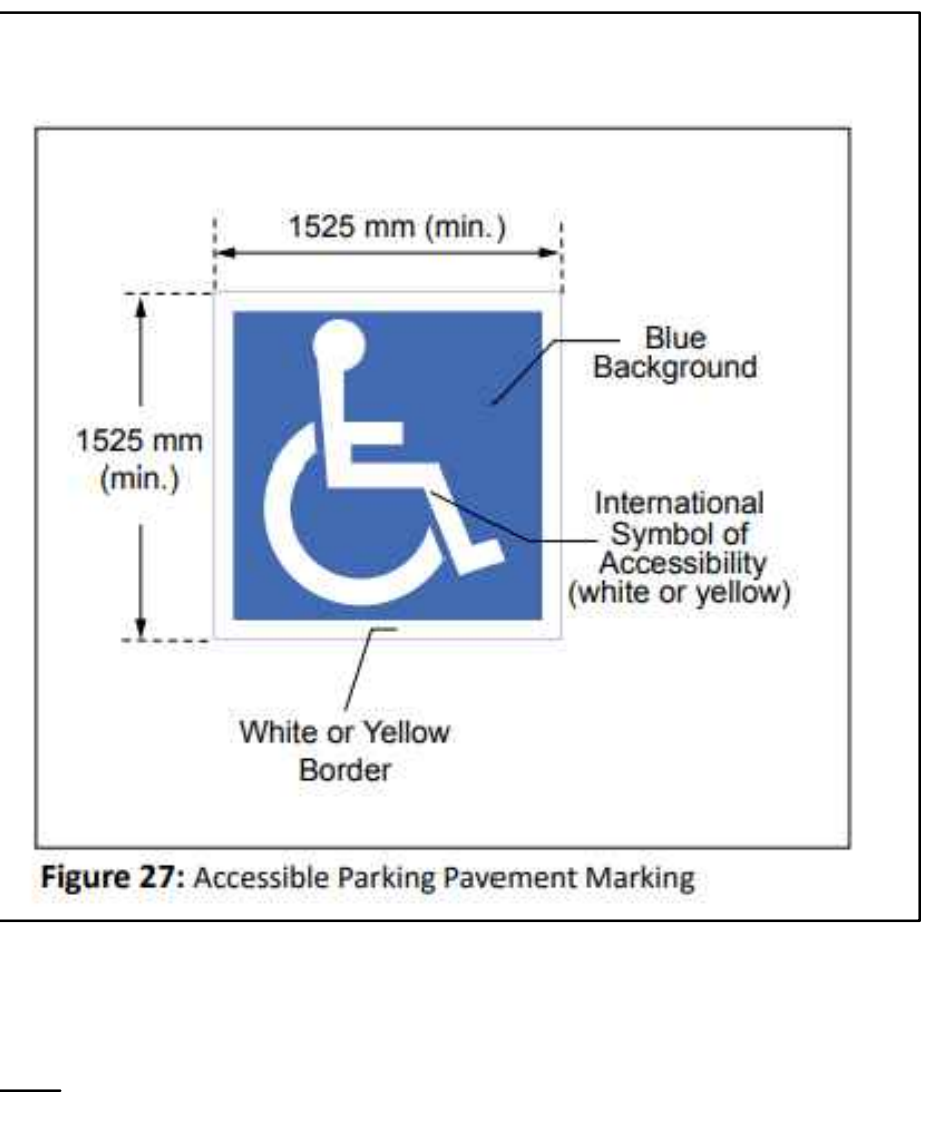 1525 mm (min.)
Blue
Background
1525 mm
(min.)
International
Symbol of
Accessibility
(white or yellow)
White or Yellow
Border
Figure 27: Accessible Parking Pavement Marking